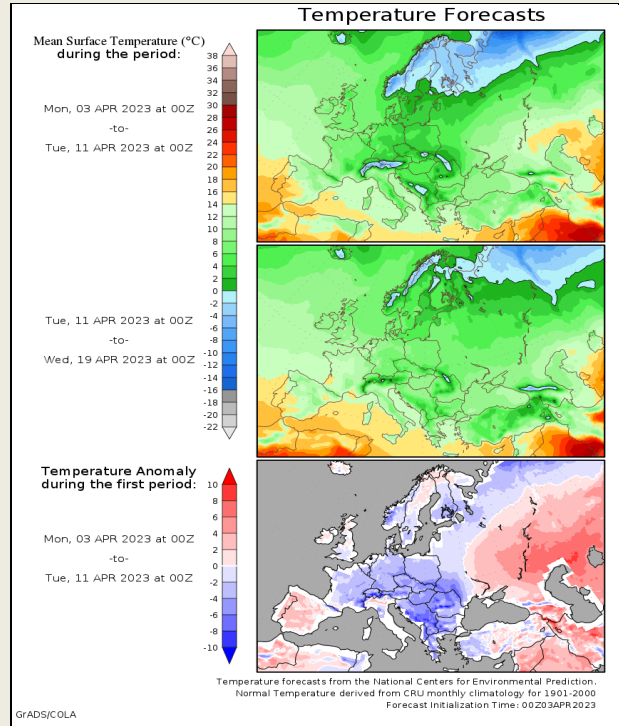 Temperature Forecasts
Mean Surface Temperature (°C)
during the period:
38
36
34
32
30
28
26
24
22
20
18
16
14
12
10
8
6
4
2
0
-2
-4
-6
-8
-10
-12
-14
-16
-18
-20
-22
Mon, 03 APR 2023 at 00Z
-to-
Tue, 11 APR 2023 at 00Z
Tue, 11 APR 2023 at 00Z
-to-
Wed, 19 APR 2023 at 00Z
Temperature Anomaly
during the first period:
10
8
6
4
2
0
-2
-4
-6
-8
-10
Mon, 03 APR 2023 at 00Z
-to-
Tue, 11 APR 2023 at 00Z
Temperature forecasts from the National Centers for Environmental Prediction.
Normal Temperature derived from CRU monthly climatology for 1901-2000
Forecast Initialization Time: 00Z03APR2023
GrADS/COLA